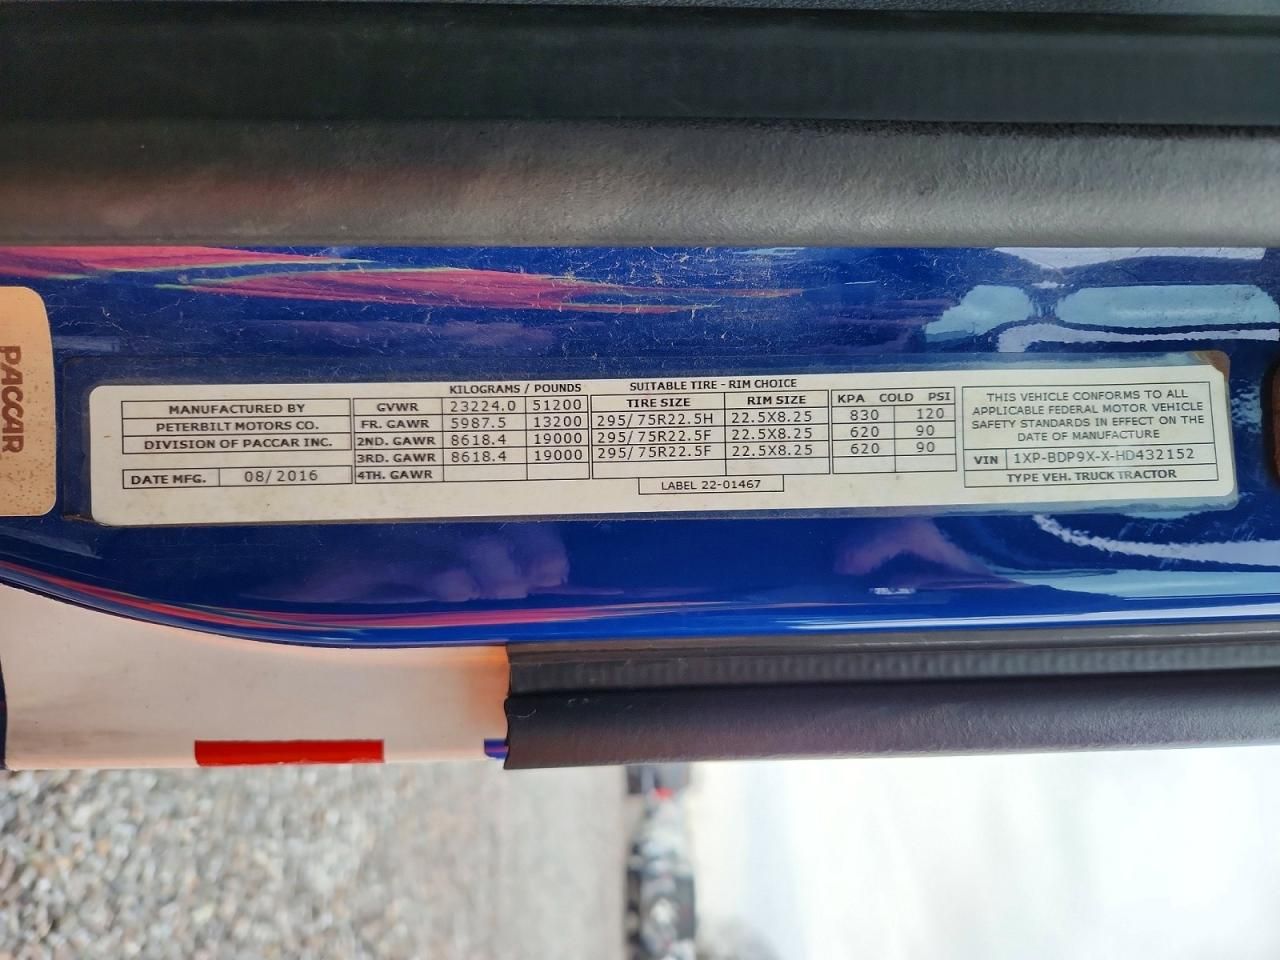 PACCAR
MANUFACTURED BY
PETERBILT MOTORS CO.
DIVISION OF PACCAR INC.
DATE MFG. 08/2016
KILOGRAMS / POUNDS
GVWR 23224.0 51200
FR. GAWR 5987.5 13200
2ND. GAWR 8618.4 19000
3RD. GAWR 8618.4 19000
4TH. GAWR
SUITABLE TIRE - RIM CHOICE
TIRE SIZE RIM SIZE
295/75R22.5H 22.5X8.25
295/75R22.5F 22.5X8.25
295/75R22.5F 22.5X8.25
LABEL 22-01467
KPA COLD PSI
830 120
620 90
620 90
THIS VEHICLE CONFORMS TO ALL
APPLICABLE FEDERAL MOTOR VEHICLE
SAFETY STANDARDS IN EFFECT ON THE
DATE OF MANUFACTURE
VIN 1XP-BDP9X-X-HD432152
TYPE VEH. TRUCK TRACTOR